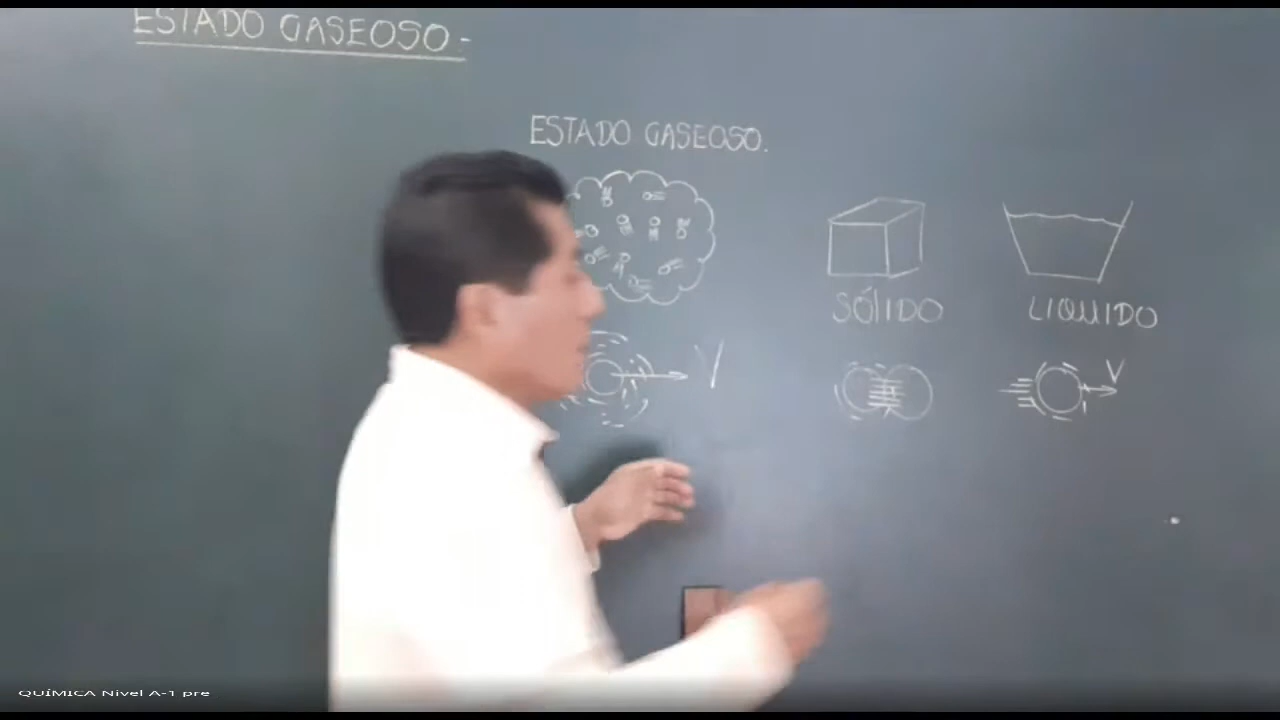 ESTADO GASEOSO.-
ESTADO GASEOSO.
SÓLIDO
LIQUIDO
V
V
QUÍMICA Nivel A-1 pre